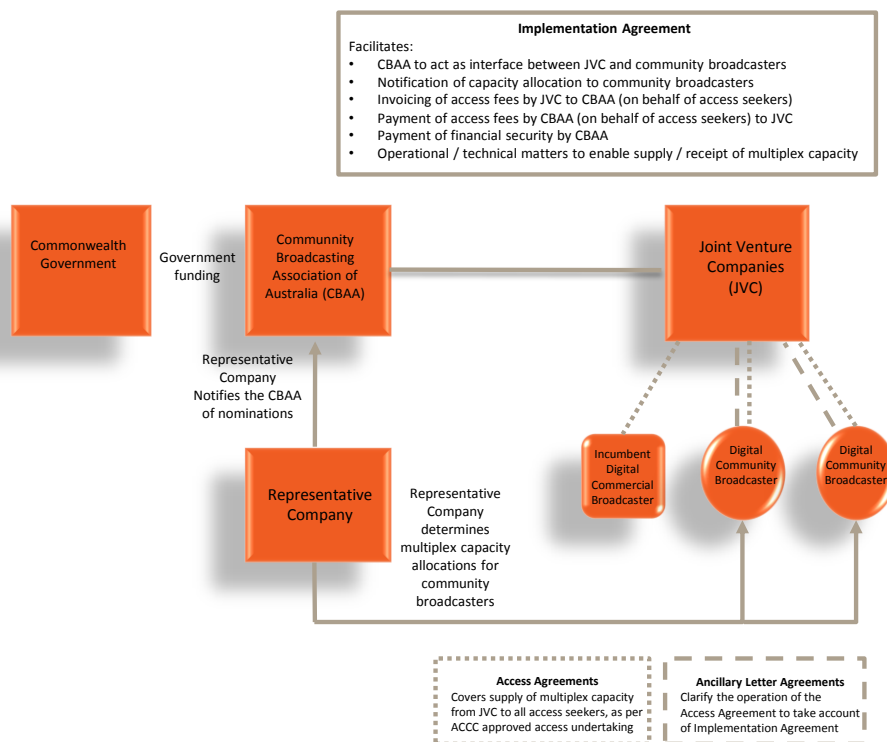 Implementation Agreement
Facilitates:
• CBAA to act as interface between JVC and community broadcasters
• Notification of capacity allocation to community broadcasters
• Invoicing of access fees by JVC to CBAA (on behalf of access seekers)
• Payment of access fees by CBAA (on behalf of access seekers) to JVC
• Payment of financial security by CBAA
• Operational / technical matters to enable supply / receipt of multiplex capacity
Commonwealth
Government
Government
funding
Communnity
Broadcasting
Association of
Australia (CBAA)
Joint Venture
Companies
(JVC)
Representative
Company
Notifies the CBAA
of nominations
Incumbent
Digital
Commercial
Broadcaster
Digital
Community
Broadcaster
Digital
Community
Broadcaster
Representative
Company
Representative
Company
determines
multiplex capacity
allocations for
community
broadcasters
Access Agreements
Covers supply of multiplex capacity
from JVC to all access seekers, as per
ACCC approved access undertaking
Ancillary Letter Agreements
Clarify the operation of the
Access Agreement to take account
of Implementation Agreement